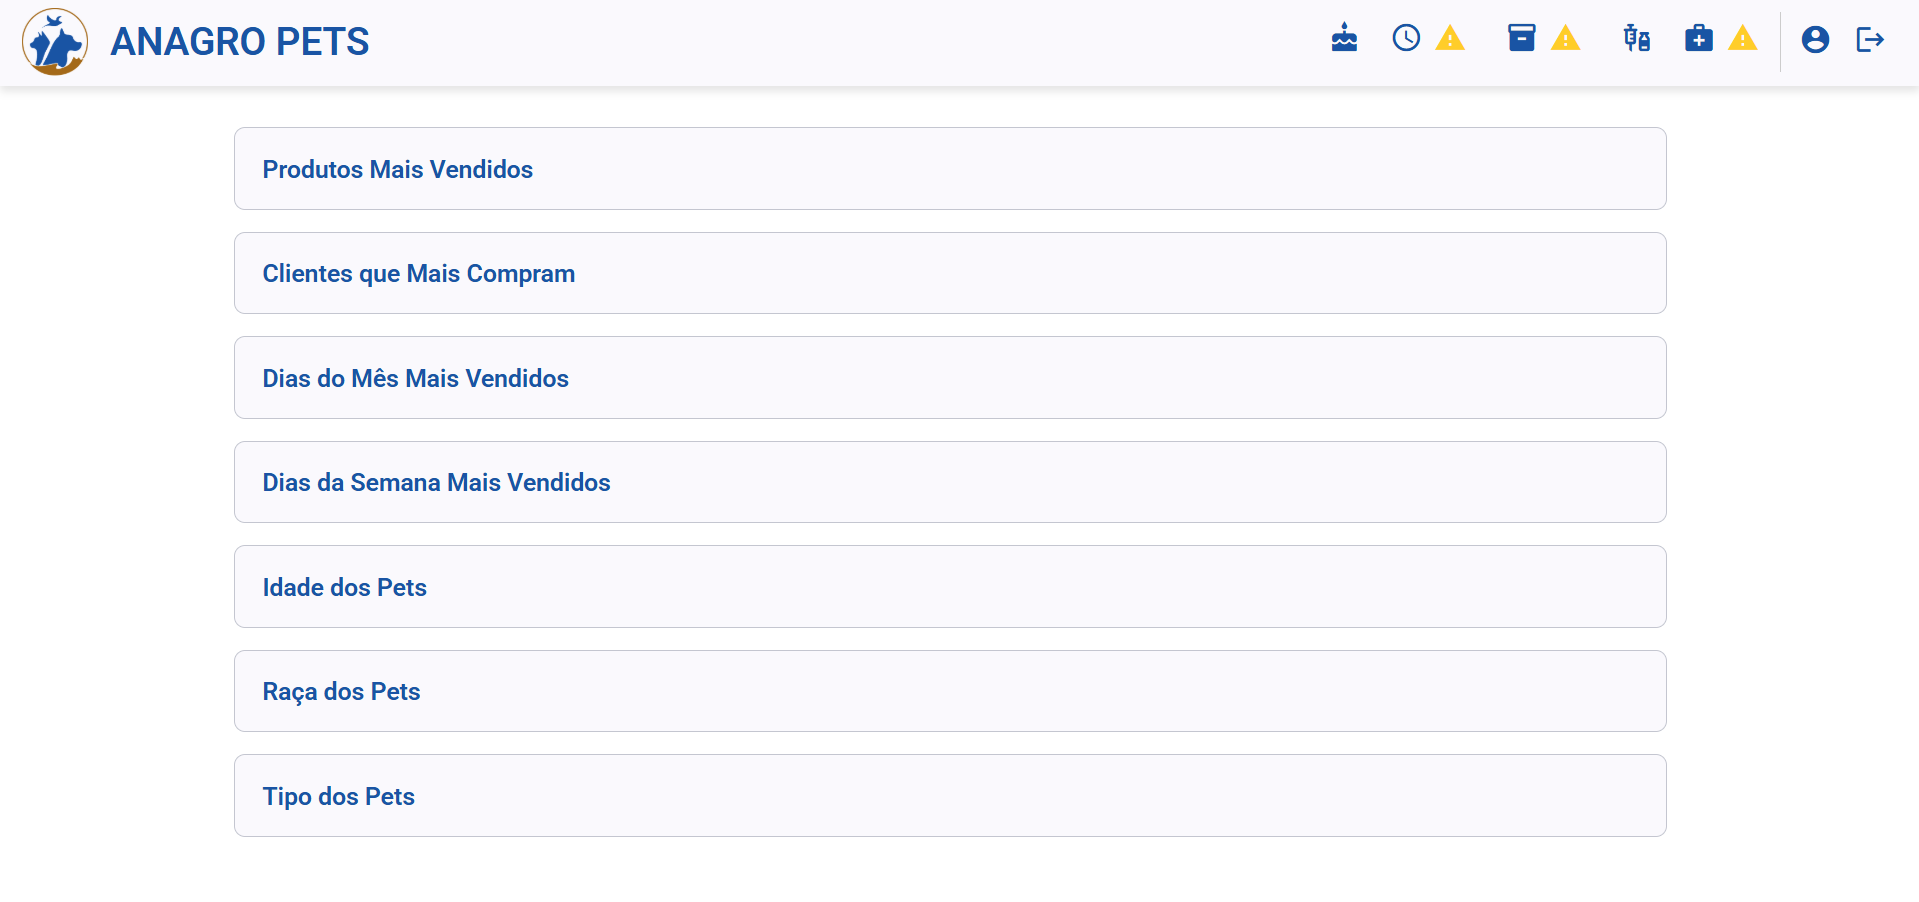 ANAGRO PETS
Produtos Mais Vendidos
Clientes que Mais Compram
Dias do Mês Mais Vendidos
Dias da Semana Mais Vendidos
Idade dos Pets
Raça dos Pets
Tipo dos Pets